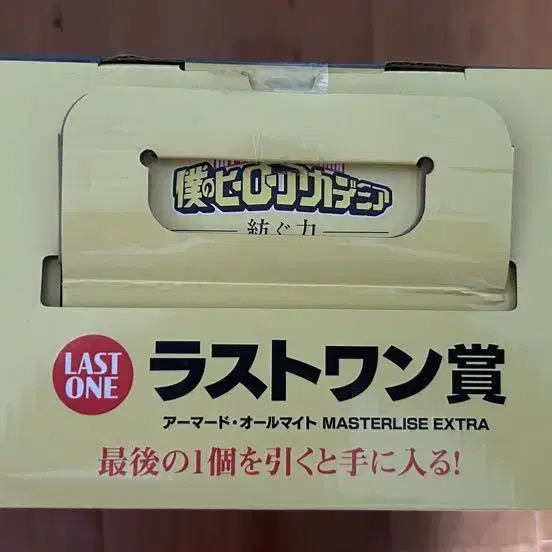 僕のヒーローアカデミア
紡ぐ力
LAST
ONE
ラストワン賞
アーマード・オールマイト MASTERLISE EXTRA
最後の1個を引くと手に入る!